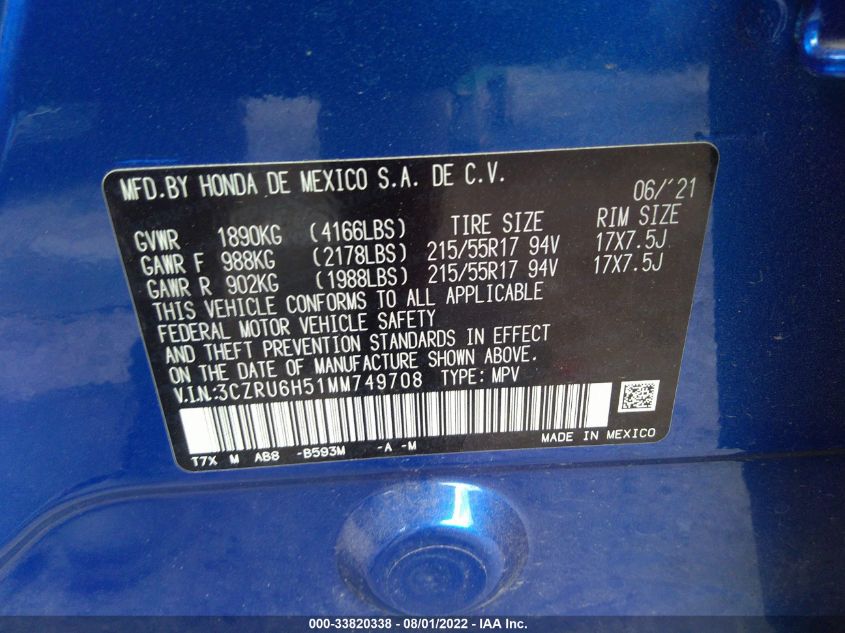 MFD.BY HONDA DE MEXICO S.A. DE C.V.
06/'21
GVWR 1890KG (4166LBS) TIRE SIZE RIM SIZE
GAWR F 988KG (2178LBS) 215/55R17 94V 17X7.5J
GAWR R 902KG (1988LBS) 215/55R17 94V 17X7.5J
THIS VEHICLE CONFORMS TO ALL APPLICABLE
FEDERAL MOTOR VEHICLE SAFETY
AND THEFT PREVENTION STANDARDS IN EFFECT
ON THE DATE OF MANUFACTURE SHOWN ABOVE.
V.I.N:3CZRU6H51MM749708 TYPE: MPV
T7X M AB8 -B593M -A -M MADE IN MEXICO
000-33820338 - 08/01/2022 - IAA Inc.